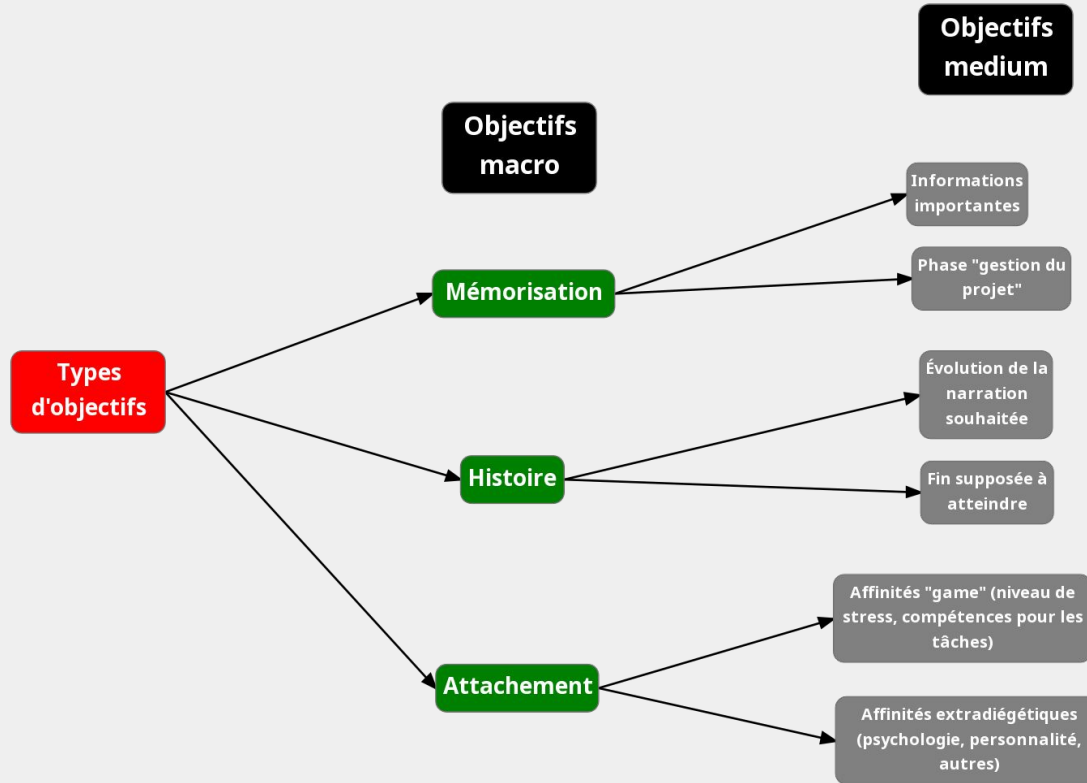 Objectifs
medium
Objectifs
macro
Informations
importantes
Mémorisation
Phase "gestion du
projet"
Types
d'objectifs
Évolution de la
narration
souhaitée
Histoire
Fin supposée à
atteindre
Affinités "game" (niveau de
stress, compétences pour les
tâches)
Attachement
Affinités extradiégétiques
(psychologie, personnalité,
autres)